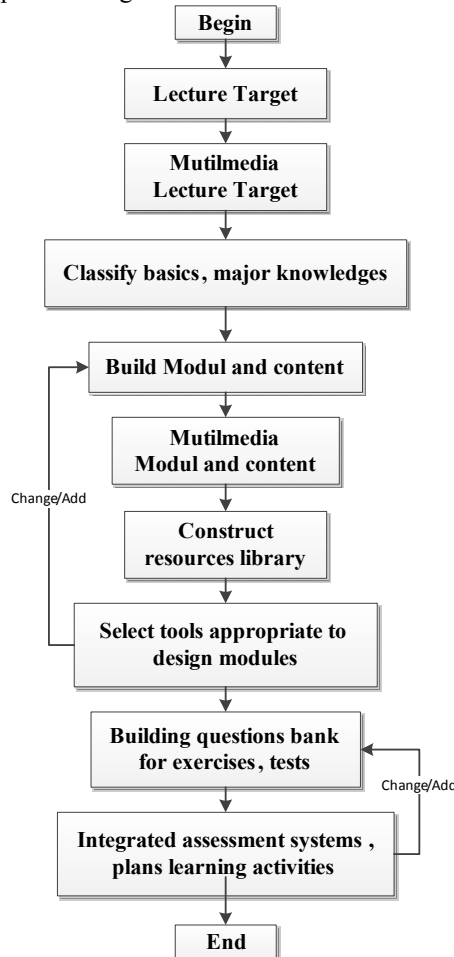 Begin
Lecture Target
Mutilmedia
Lecture Target
Classify basics, major knowledges
Build Modul and content
Mutilmedia
Modul and content
Change/Add
Construct
resources library
Select tools appropriate to
design modules
Building questions bank
for exercises, tests
Change/Add
Integrated assessment systems ,
plans learning activities
End